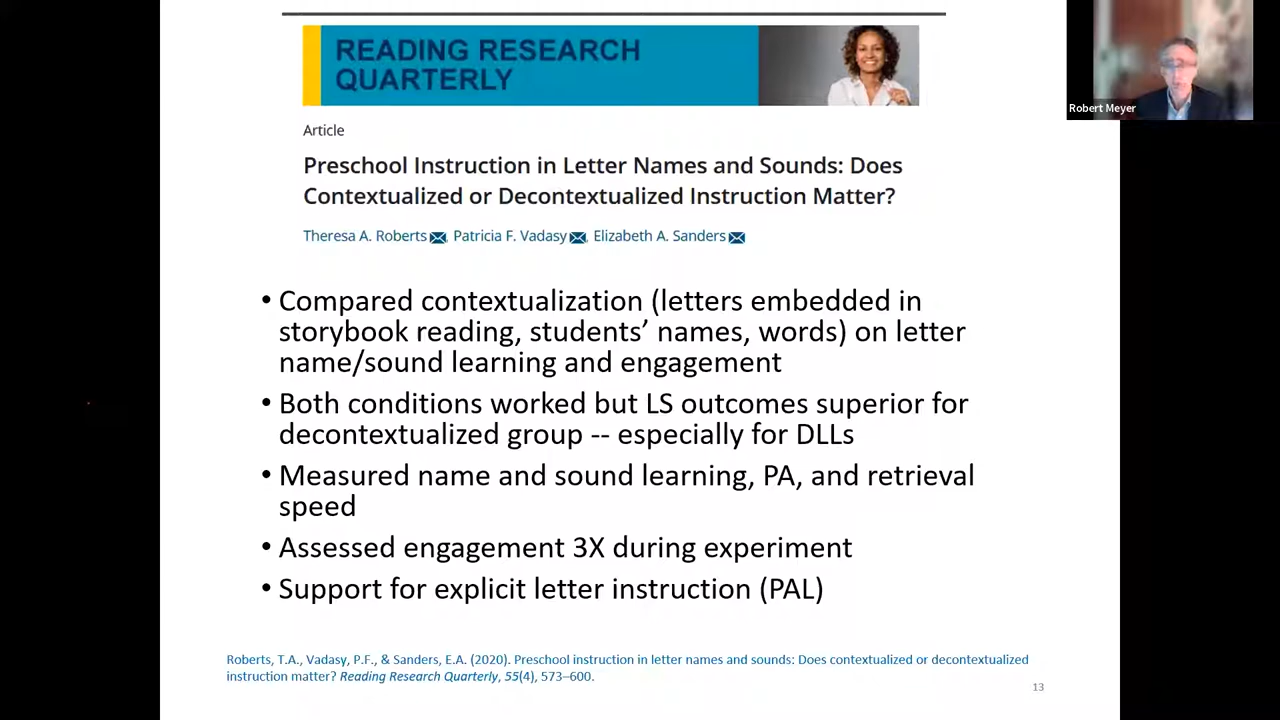 READING RESEARCH
QUARTERLY
Robert Meyer
Article
Preschool Instruction in Letter Names and Sounds: Does
Contextualized or Decontextualized Instruction Matter?
Theresa A. Roberts, Patricia F. Vadasy, Elizabeth A. Sanders
• Compared contextualization (letters embedded in
storybook reading, students’ names, words) on letter
name/sound learning and engagement
• Both conditions worked but LS outcomes superior for
decontextualized group -- especially for DLLs
• Measured name and sound learning, PA, and retrieval
speed
• Assessed engagement 3X during experiment
• Support for explicit letter instruction (PAL)
Roberts, T.A., Vadasy, P.F., & Sanders, E.A. (2020). Preschool instruction in letter names and sounds: Does contextualized or decontextualized
instruction matter? Reading Research Quarterly, 55(4), 573–600.
13